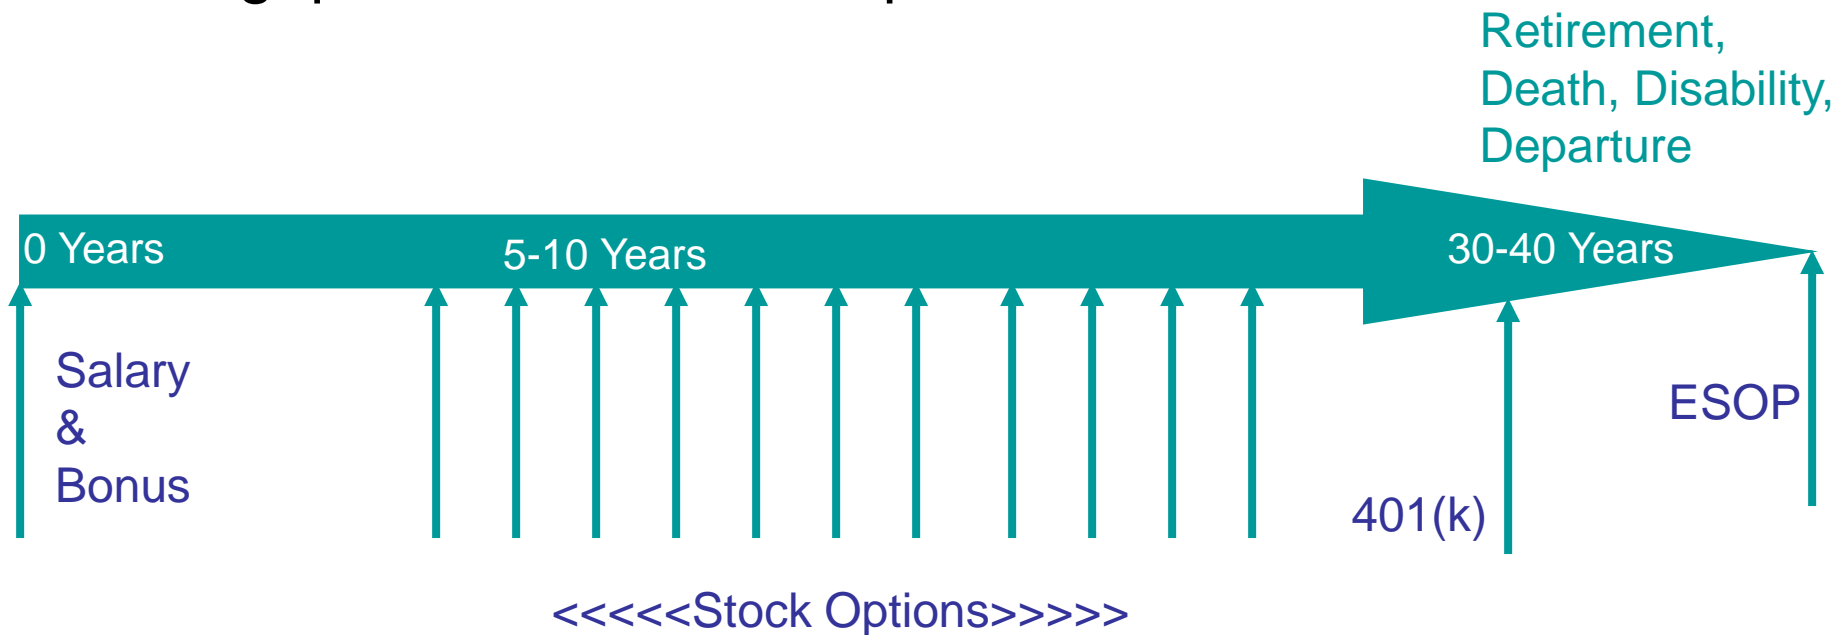 Retirement,
Death, Disability,
Departure
0 Years
5-10 Years
30-40 Years
Salary
&
Bonus
ESOP
401(k)
<<<<<Stock Options>>>>>